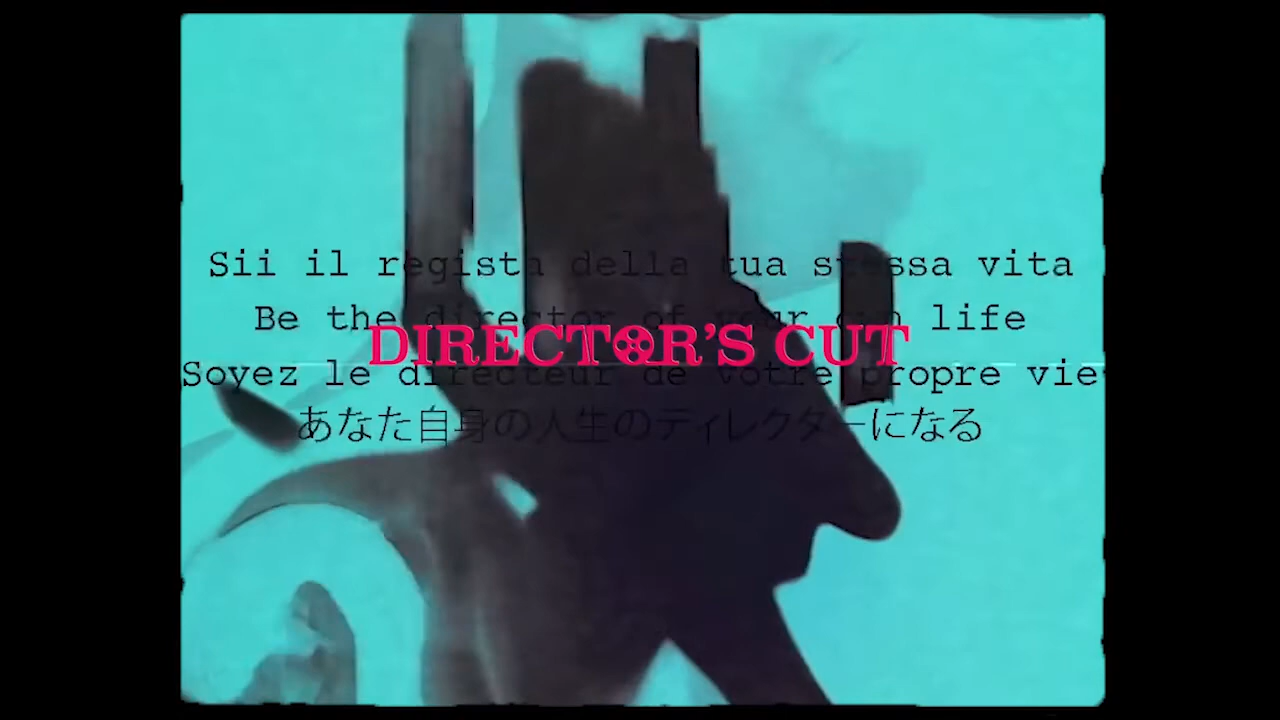 Sii il regista della tua stessa vita
Be the director of your own life
DIRECTOR'S CUT
Soyez le directeur de votre propre vie
あなた自身の人生のディレクターになる